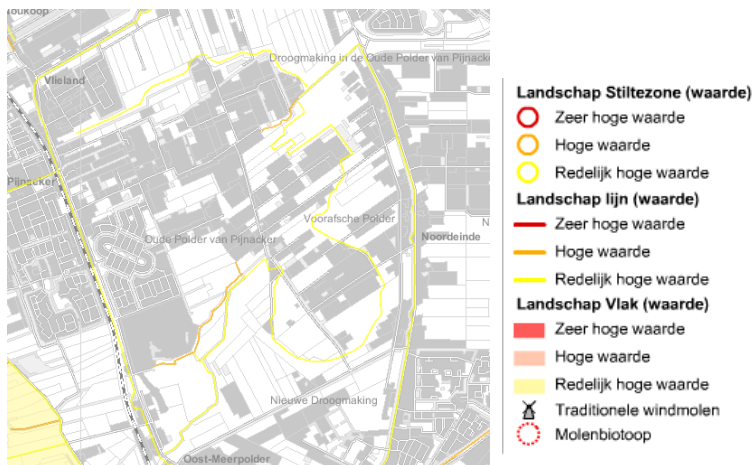 oukoop
Droogmaking in de Oude Polder van Pijnacke
Vlieland
Pijnacker
Voorafsche Polder
Oude Polder van Pijnacker
Noordeinde
N
Nieuwe Droogmaking
Oost-Meerpolder
Landschap Stiltezone (waarde)
Zeer hoge waarde
Hoge waarde
Redelijk hoge waarde
Landschap lijn (waarde)
Zeer hoge waarde
Hoge waarde
Redelijk hoge waarde
Landschap Vlak (waarde)
Zeer hoge waarde
Hoge waarde
Redelijk hoge waarde
Traditionele windmolen
Molenbiotoop